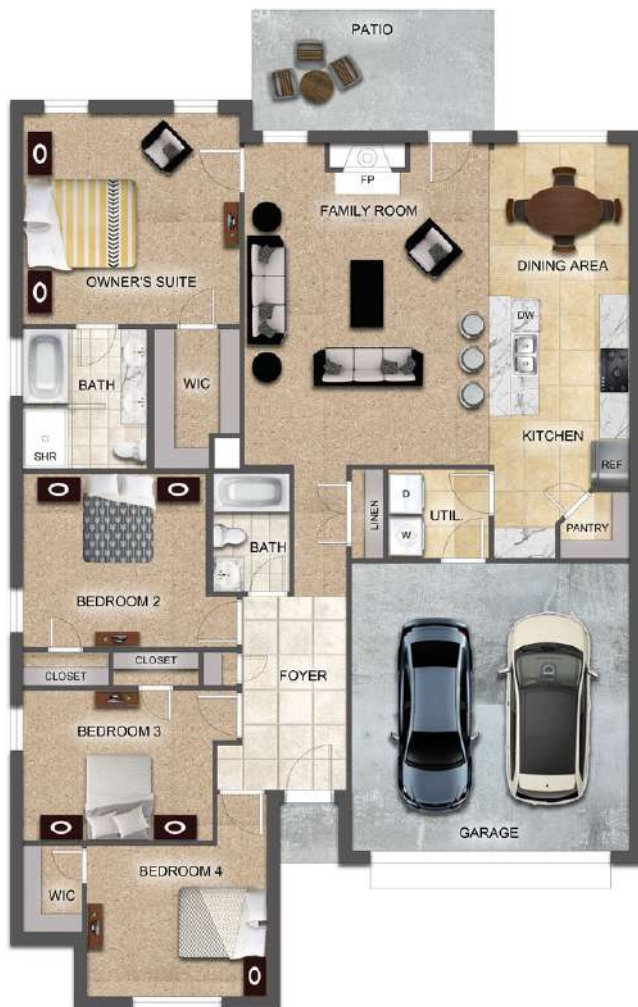 PATIO
FP
FAMILY ROOM
OWNER'S SUITE
DINING AREA
DW
BATH
WIC
SHR
KITCHEN
REF
D
LINEN
UTIL.
W
PANTRY
BATH
BEDROOM 2
CLOSET
CLOSET
FOYER
BEDROOM 3
GARAGE
BEDROOM 4
WIC